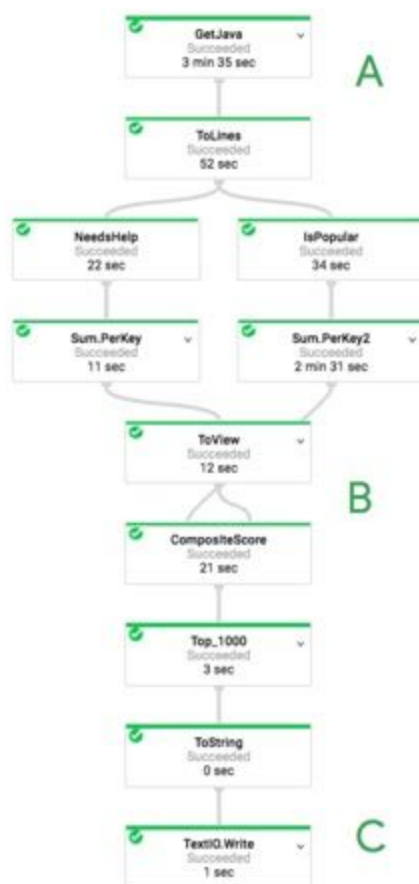 GetJava
Succeeded
3 min 35 sec
A
ToLines
Succeeded
52 sec
NeedsHelp
Succeeded
22 sec
IsPopular
Succeeded
34 sec
Sum.PerKey
Succeeded
11 sec
Sum.PerKey2
Succeeded
2 min 31 sec
ToView
Succeeded
12 sec
B
CompositeScore
Succeeded
21 sec
Top_1000
Succeeded
3 sec
ToString
Succeeded
0 sec
TextIO.Write
Succeeded
1 sec
C